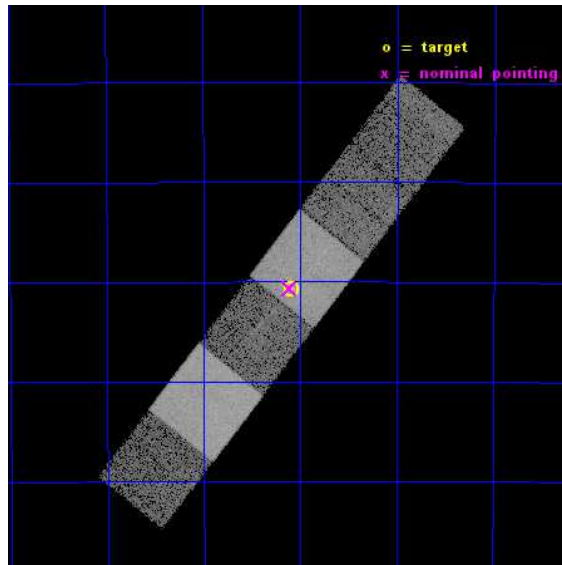 o = target
x = nominal pointing